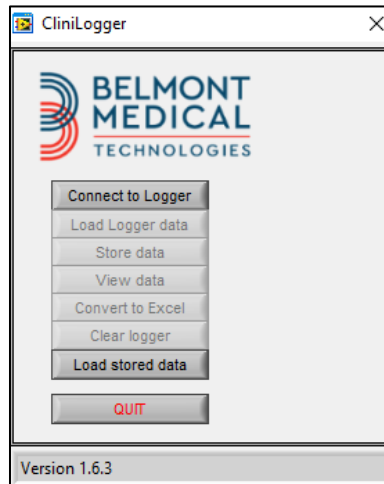 CliniLogger
BELMONT
MEDICAL
TECHNOLOGIES
Connect to Logger
Load Logger data
Store data
View data
Convert to Excel
Clear logger
Load stored data
QUIT
Version 1.6.3